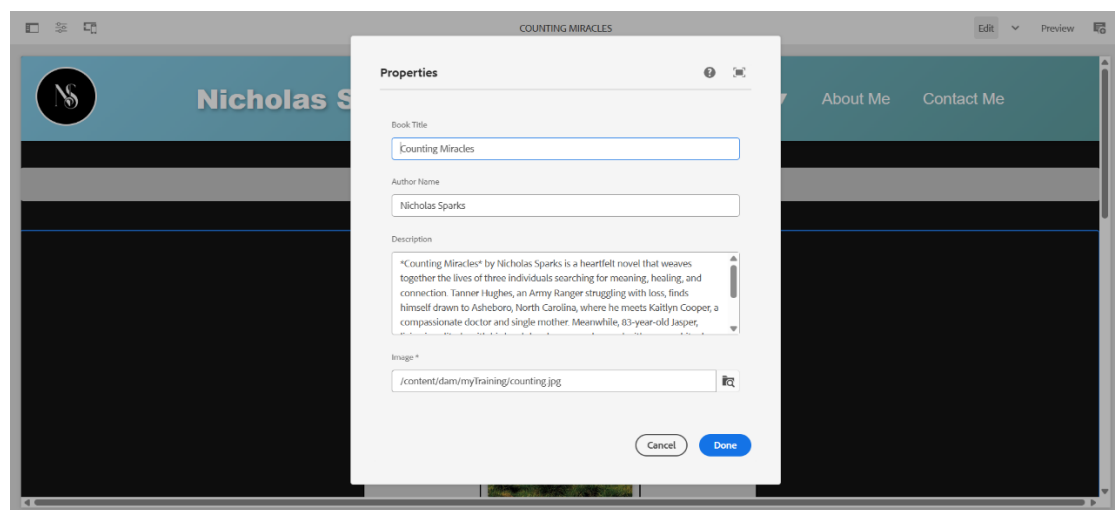 COUNTING MIRACLES
Edit
Preview
NS
Nicholas S
About Me
Contact Me
Properties
Book Title
Counting Miracles
Author Name
Nicholas Sparks
Description
*Counting Miracles* by Nicholas Sparks is a heartfelt novel that weaves
together the lives of three individuals searching for meaning, healing, and
connection. Tanner Hughes, an Army Ranger struggling with loss, finds
himself drawn to Asheboro, North Carolina, where he meets Kaitlyn Cooper, a
compassionate doctor and single mother. Meanwhile, 83-year-old Jasper,
Image *
/content/dam/myTraining/counting.jpg
Cancel
Done